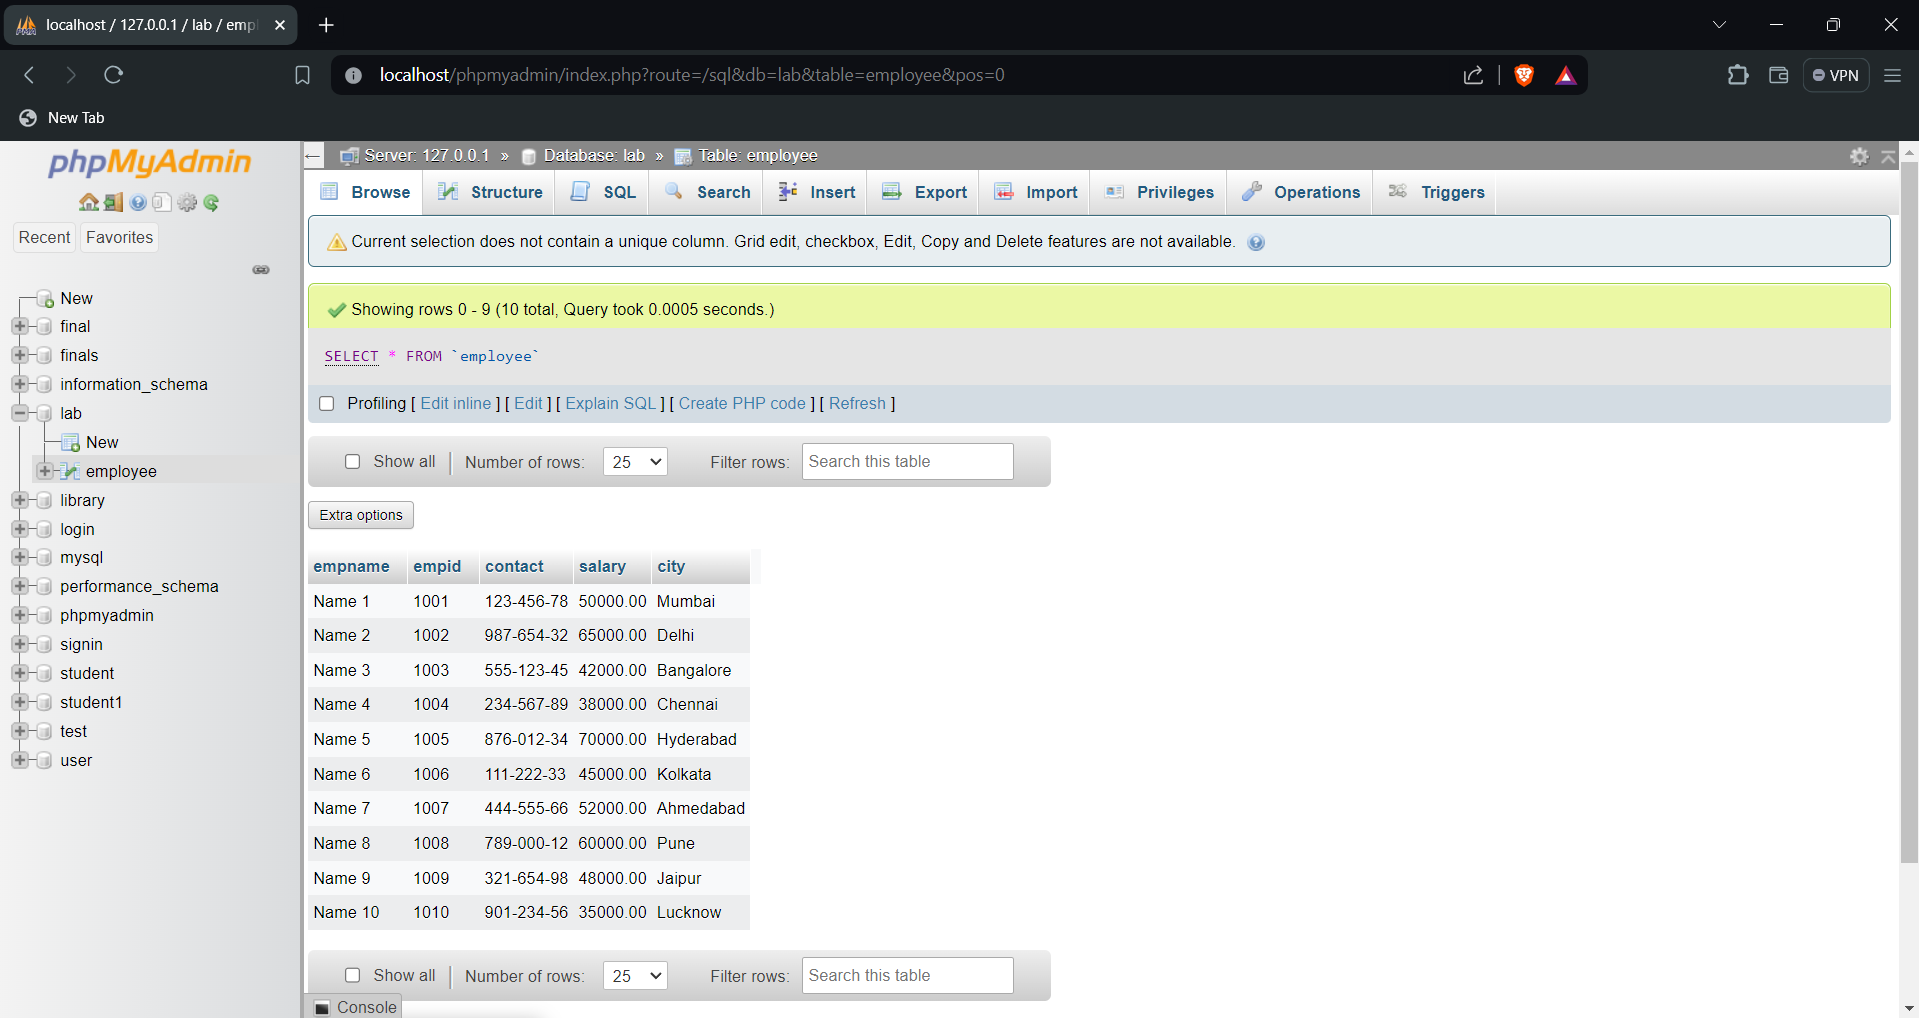 localhost / 127.0.0.1 / lab / emp
localhost/phpmyadmin/index.php?route=/sql&db=lab&table=employee&pos=0
VPN
New Tab
phpMyAdmin
Recent
Favorites
New
final
finals
information_schema
lab
New
employee
library
login
mysql
performance_schema
phpmyadmin
signin
student
student1
test
user
Server: 127.0.0.1 » Database: lab » Table: employee
Browse Structure SQL Search Insert Export Import Privileges Operations Triggers
Current selection does not contain a unique column. Grid edit, checkbox, Edit, Copy and Delete features are not available.
Showing rows 0 - 9 (10 total, Query took 0.0005 seconds.)
SELECT * FROM `employee`
Profiling [ Edit inline ] [ Edit ] [ Explain SQL ] [ Create PHP code ] [ Refresh ]
Show all | Number of rows: 25 Filter rows: Search this table
Extra options
empname empid contact salary city
Name 1 1001 123-456-78 50000.00 Mumbai
Name 2 1002 987-654-32 65000.00 Delhi
Name 3 1003 555-123-45 42000.00 Bangalore
Name 4 1004 234-567-89 38000.00 Chennai
Name 5 1005 876-012-34 70000.00 Hyderabad
Name 6 1006 111-222-33 45000.00 Kolkata
Name 7 1007 444-555-66 52000.00 Ahmedabad
Name 8 1008 789-000-12 60000.00 Pune
Name 9 1009 321-654-98 48000.00 Jaipur
Name 10 1010 901-234-56 35000.00 Lucknow
Show all | Number of rows: 25 Filter rows: Search this table
Console